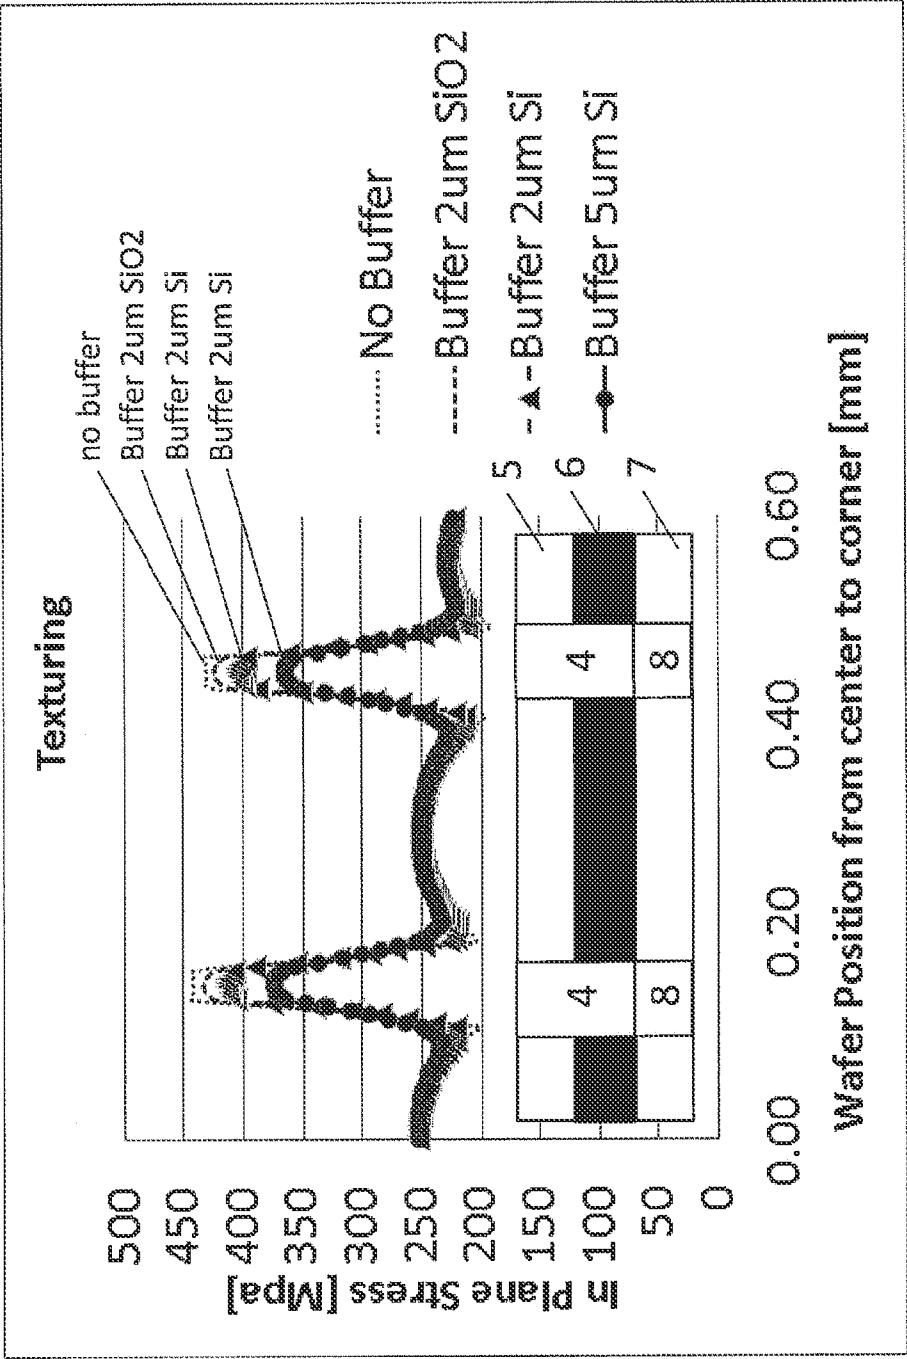 Texturing
no buffer
Buffer 2um SiO2
Buffer 2um Si
Buffer 2um Si
500
450
400
350
300
250
200
150
100
50
0
In Plane Stress [Mpa]
No Buffer
Buffer 2um SiO2
Buffer 2um Si
Buffer 5um Si
5
6
7
4
8
4
8
0.00
0.20
0.40
0.60
Wafer Position from center to corner [mm]